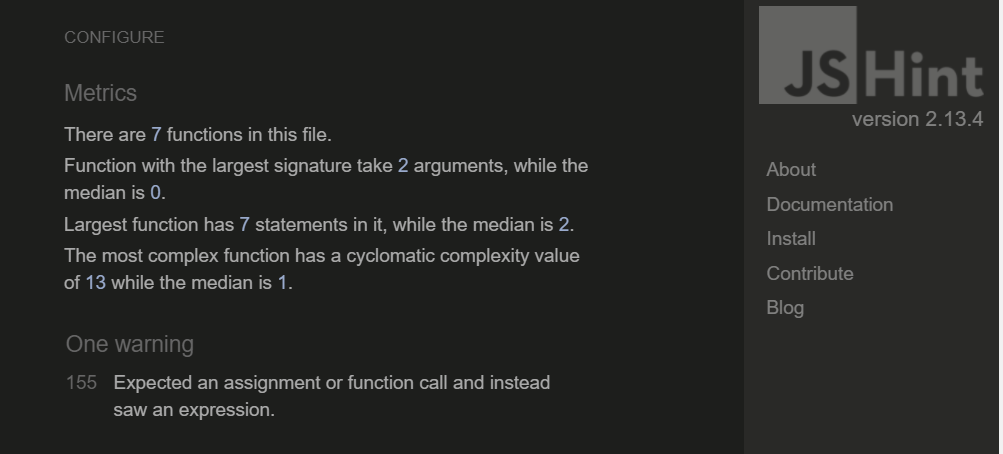 CONFIGURE
Metrics
There are 7 functions in this file.
Function with the largest signature take 2 arguments, while the
median is 0.
Largest function has 7 statements in it, while the median is 2.
The most complex function has a cyclomatic complexity value
of 13 while the median is 1.
One warning
155 Expected an assignment or function call and instead
saw an expression.
JSHint
version 2.13.4
About
Documentation
Install
Contribute
Blog